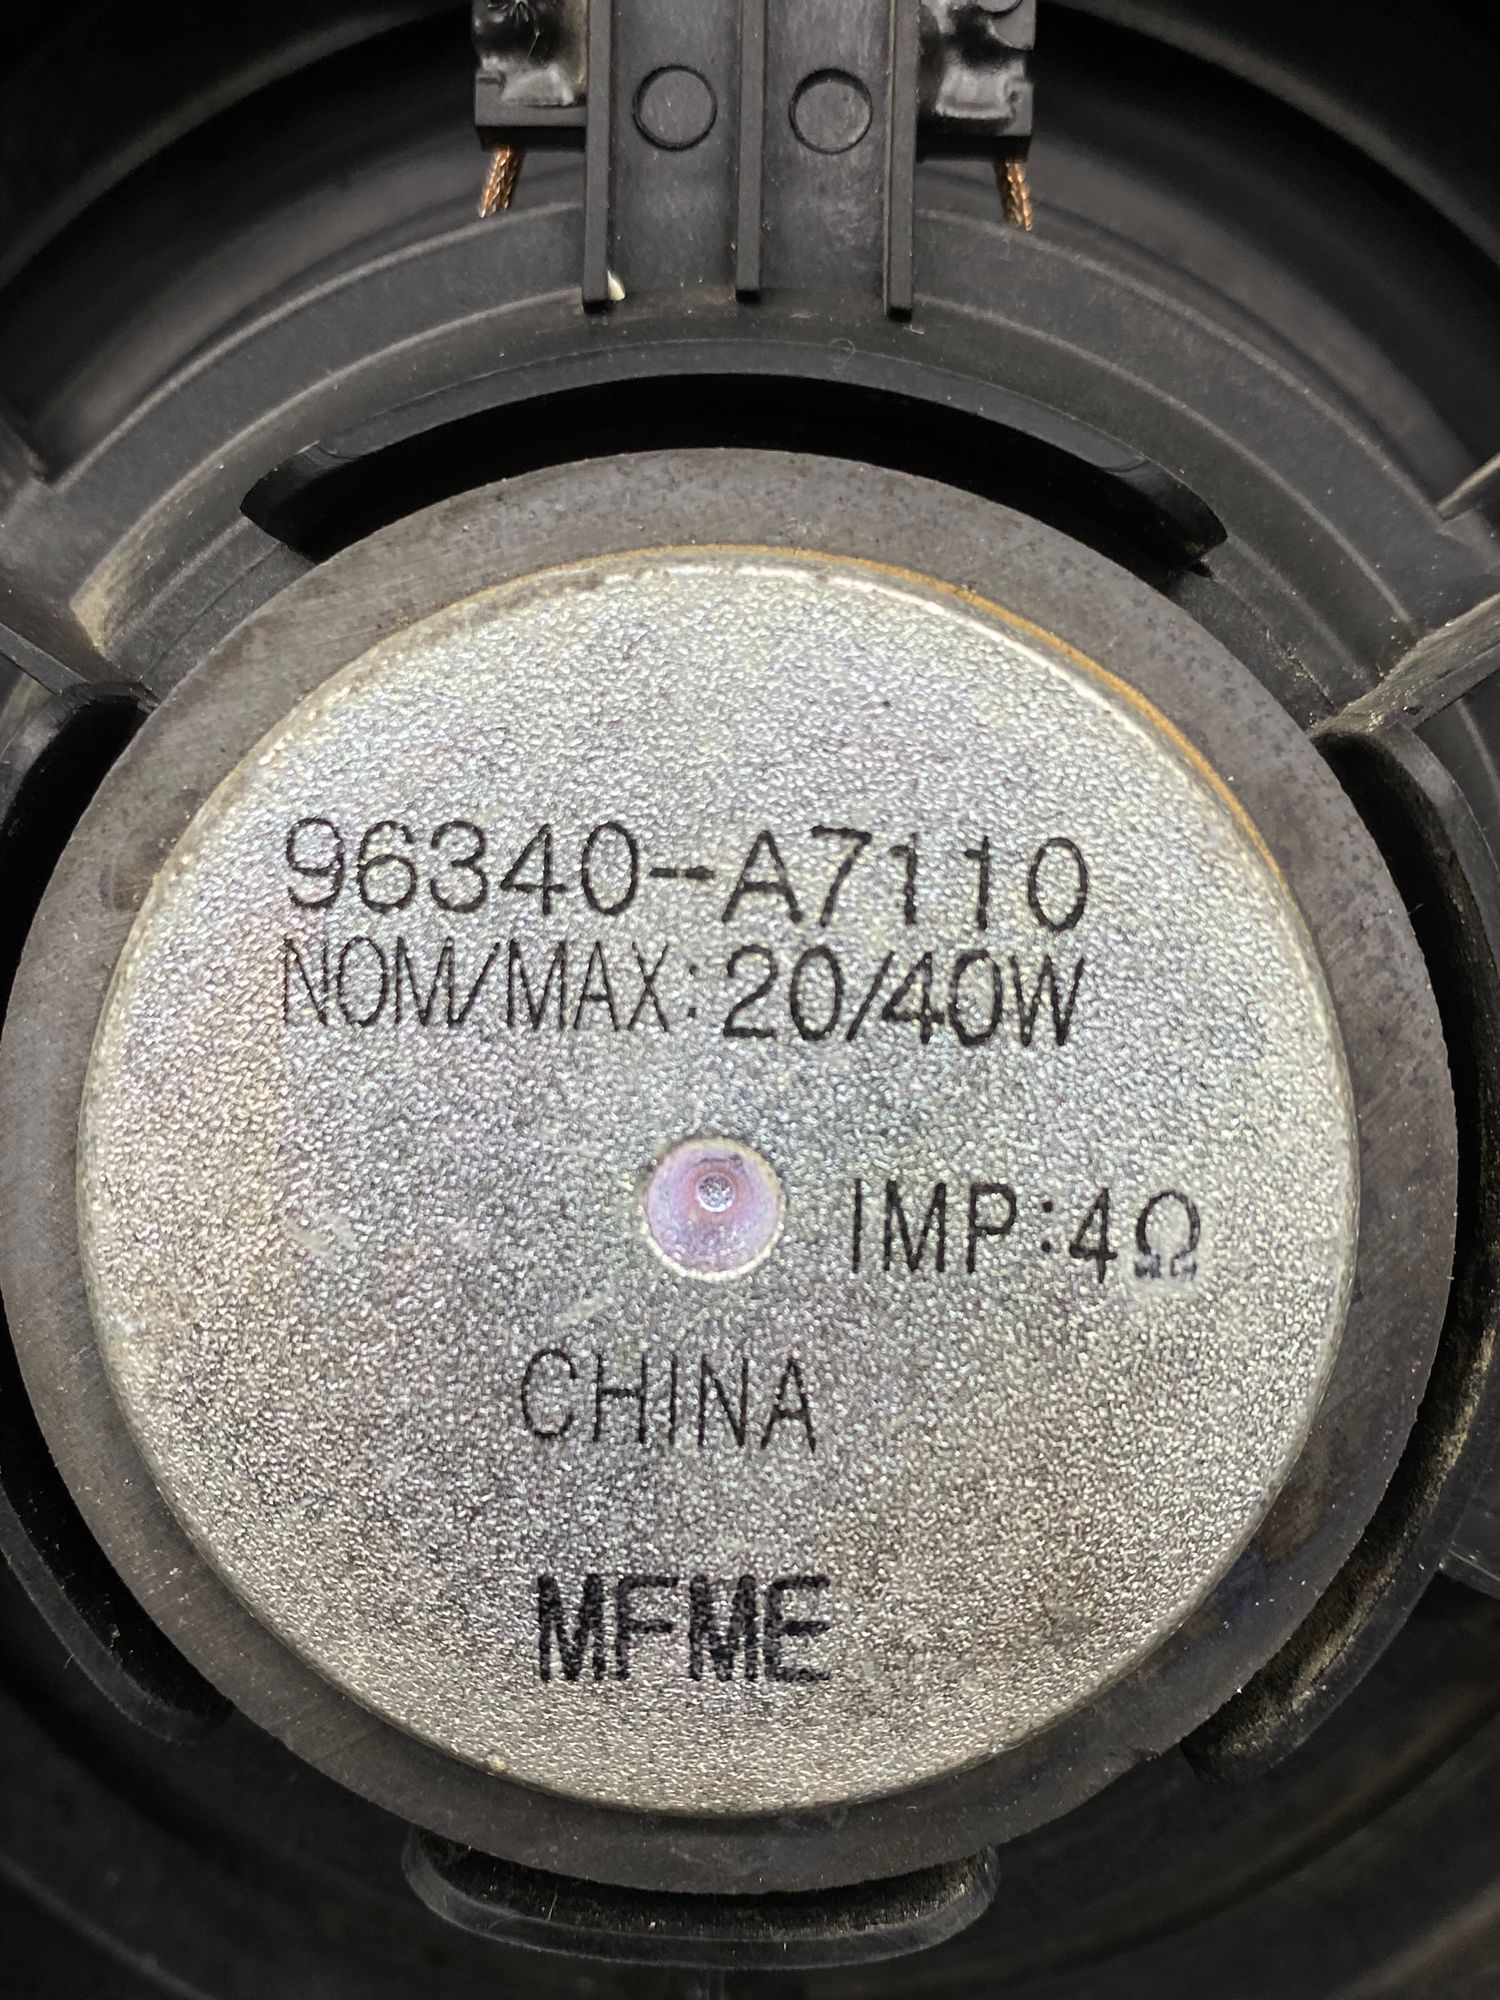 96340-A7110
NOM/MAX: 20/40W
IMP:4Ω
CHINA
MFME